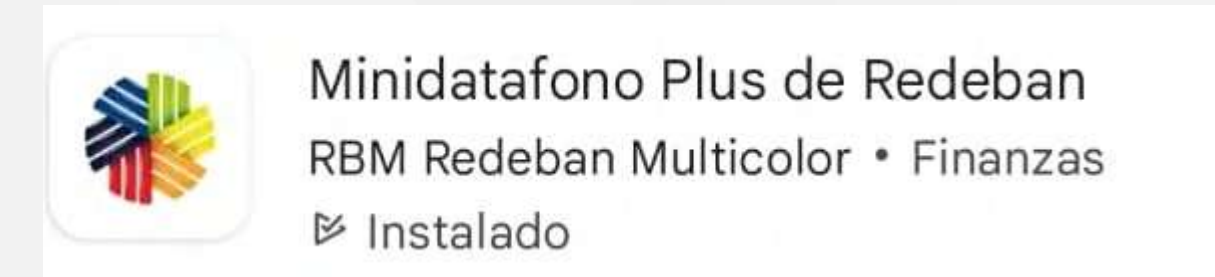 Minidatafono Plus de Redeban
RBM Redeban Multicolor • Finanzas
Instalado